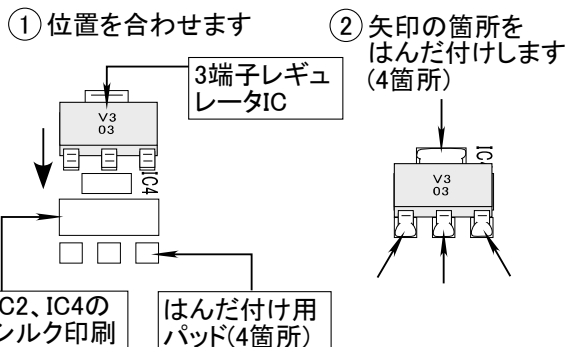 ① 位置を合わせます
3端子レギュ
レータIC
V3
03
IC4
C2、IC4の
シルク印刷
はんだ付け用
パッド(4箇所)
② 矢印の箇所を
はんだ付けします
(4箇所)
IC
V3
03